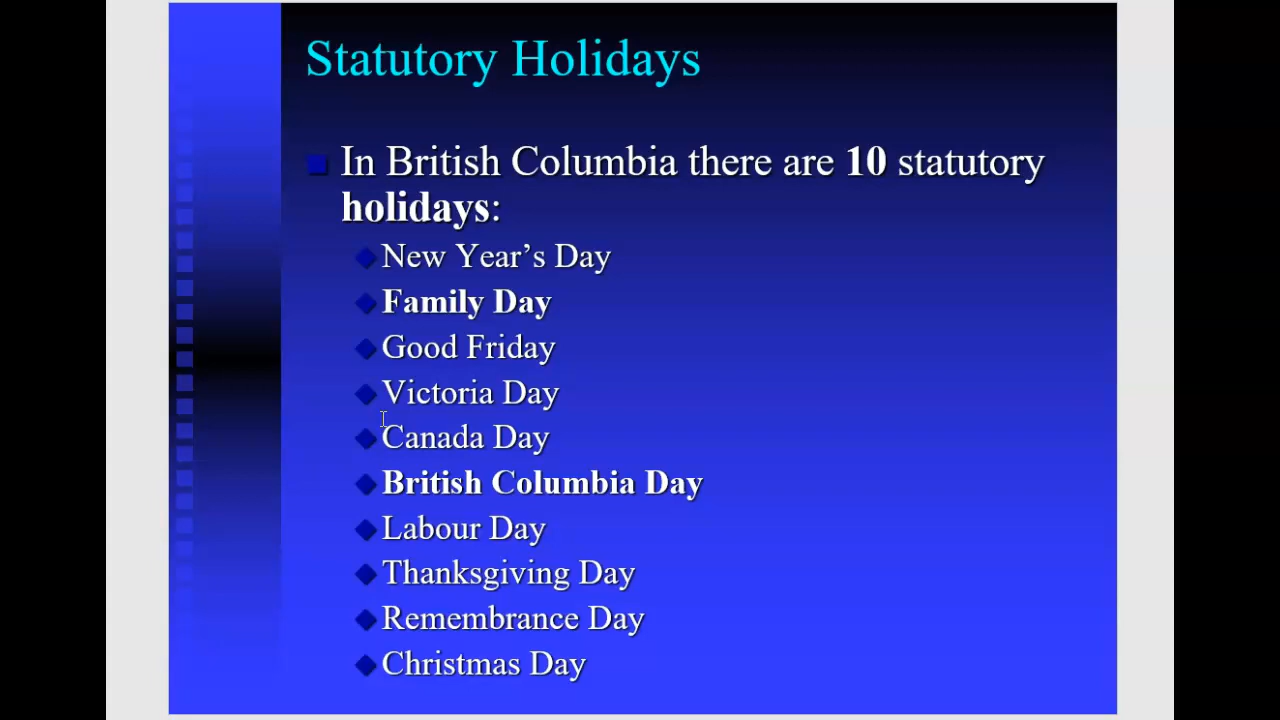 Statutory Holidays
In British Columbia there are 10 statutory
holidays:
New Year’s Day
Family Day
Good Friday
Victoria Day
Canada Day
British Columbia Day
Labour Day
Thanksgiving Day
Remembrance Day
Christmas Day